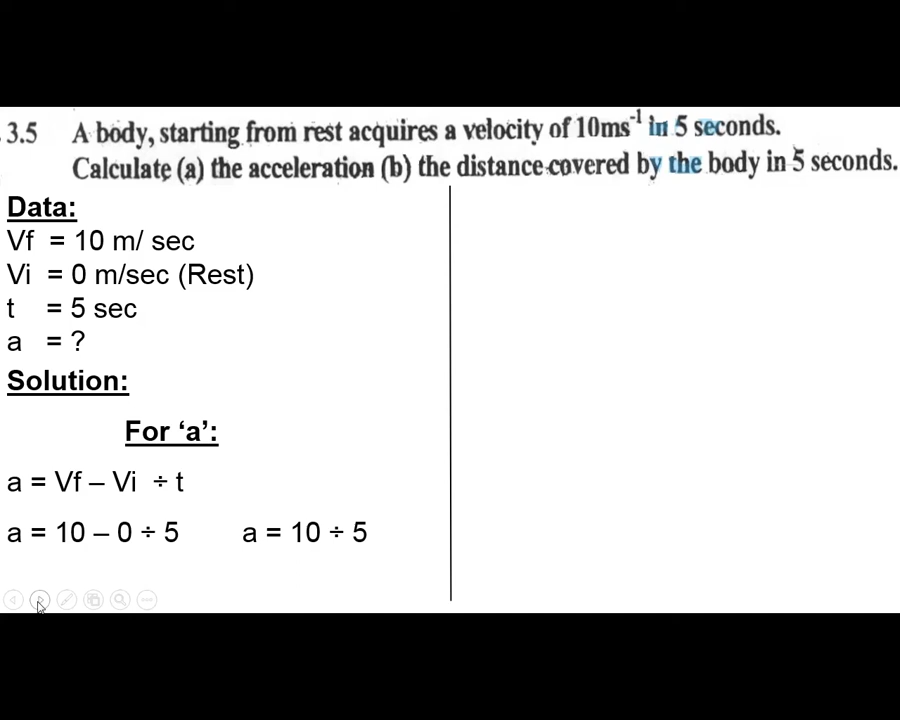 3.5 A body, starting from rest acquires a velocity of 10ms⁻¹ in 5 seconds.
Calculate (a) the acceleration (b) the distance covered by the body in 5 seconds.
Data:
Vf = 10 m/ sec
Vi = 0 m/sec (Rest)
t = 5 sec
a = ?
Solution:
For ‘a’:
a = Vf – Vi ÷ t
a = 10 – 0 ÷ 5 a = 10 ÷ 5